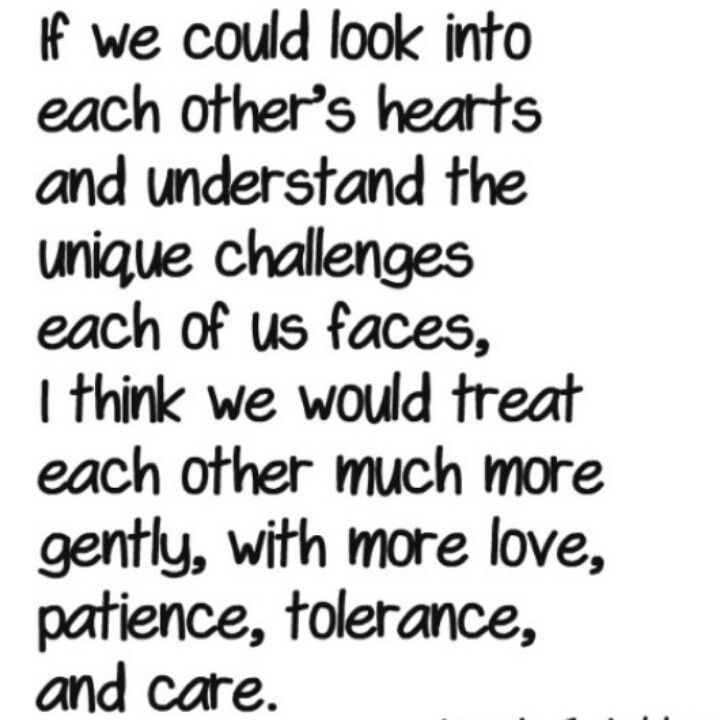 If we could look into
each other's hearts
and understand the
unique challenges
each of us faces,
I think we would treat
each other much more
gently, with more love,
patience, tolerance,
and care.